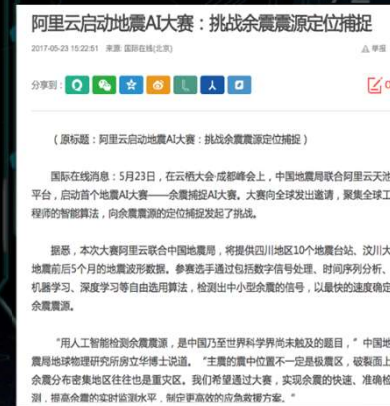 阿里云启动地震AI大赛：挑战余震震源定位捕捉
2017-05-23 15:22:51 来源: 国际在线(北京)
举报
分享到：
（原标题：阿里云启动地震AI大赛：挑战余震震源定位捕捉）
国际在线消息：5月23日，在云栖大会·成都峰会上，中国地震局联合阿里云天池
平台，启动首个地震AI大赛——余震捕捉AI大赛。大赛向全球发出邀请，聚集全球工
程师的智能算法，向余震震源的定位捕捉发起了挑战。
据悉，本次大赛阿里云联合中国地震局，将提供四川地区10个地震台站、汶川大
地震前后5个月的地震波形数据。参赛选手通过包括数字信号处理、时间序列分析、
机器学习、深度学习等自由选用算法，检测出中小型余震的信号，以最快的速度确定
余震震源。
“用人工智能检测余震震源，是中国乃至世界科学界尚未触及的题目，”中国地
震局地球物理研究所房立华博士说道。“主震的震中位置不一定是极震区，破裂面上
余震分布密集地区往往也是重灾区。我们希望通过大赛，实现余震的快速、准确检
测，提高余震的实时监测水平，制定更高效的应急救援方案。”